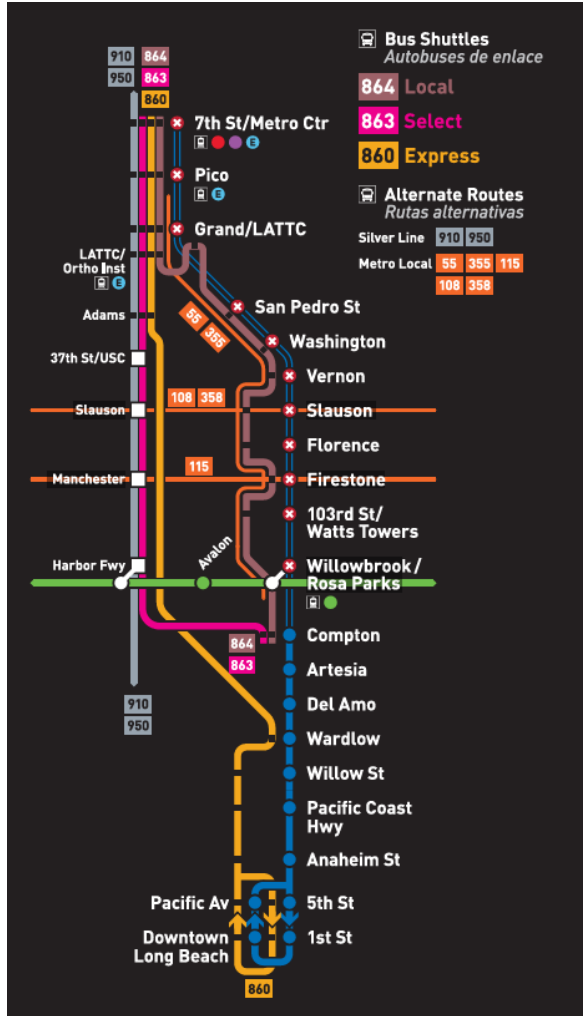 910 864
950 863
860
7th St/Metro Ctr
E
Pico
E
Grand/LATTC
LATTC/
Ortho Inst
E
Adams
37th St/USC
San Pedro St
55
355
Washington
Vernon
108 358
Slauson
Slauson
Florence
115
Manchester
Firestone
103rd St/
Watts Towers
Harbor Fwy
Avalon
Willowbrook/
Rosa Parks
864
863
Compton
Artesia
910
950
Del Amo
Wardlow
Willow St
Pacific Coast
Hwy
Anaheim St
Pacific Av
5th St
Downtown
Long Beach
1st St
860
Bus Shuttles
Autobuses de enlace
864 Local
863 Select
860 Express
Alternate Routes
Rutas alternativas
Silver Line 910 950
Metro Local 55 355 115
108 358